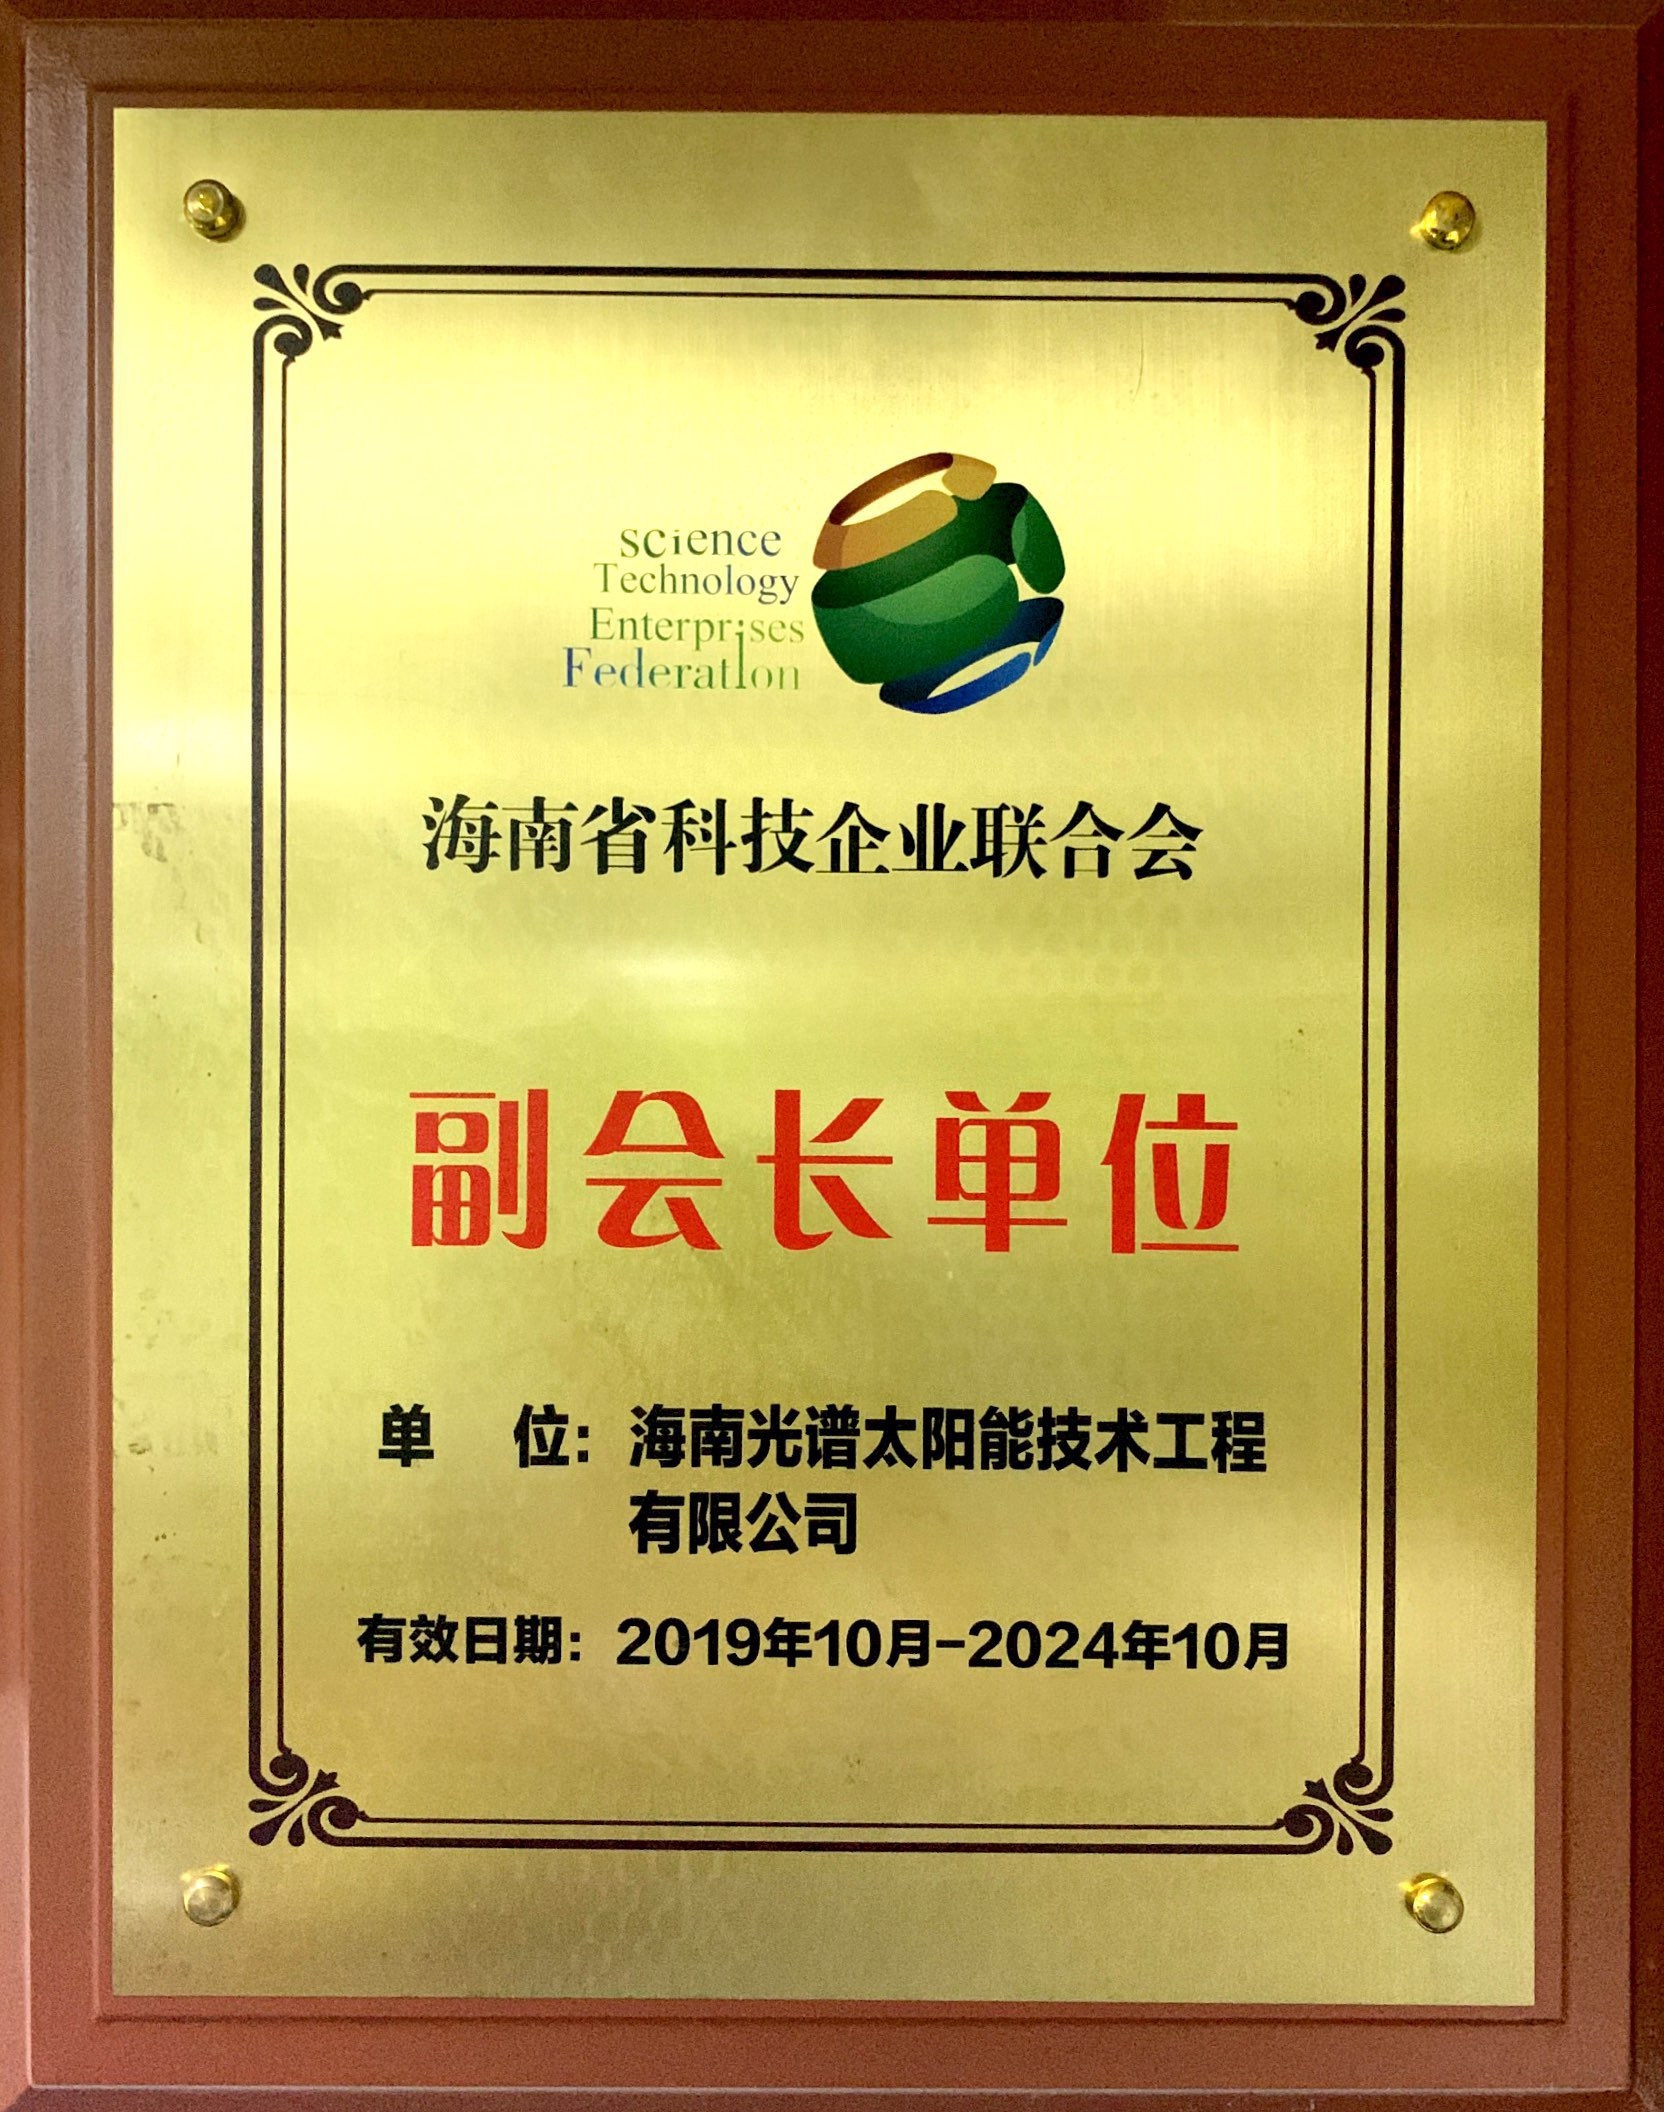 science
Technology
Enterprises
Federation
海南省科技企业联合会
副会长单位
单 位：海南光谱太阳能技术工程
有限公司
有效日期：2019年10月-2024年10月